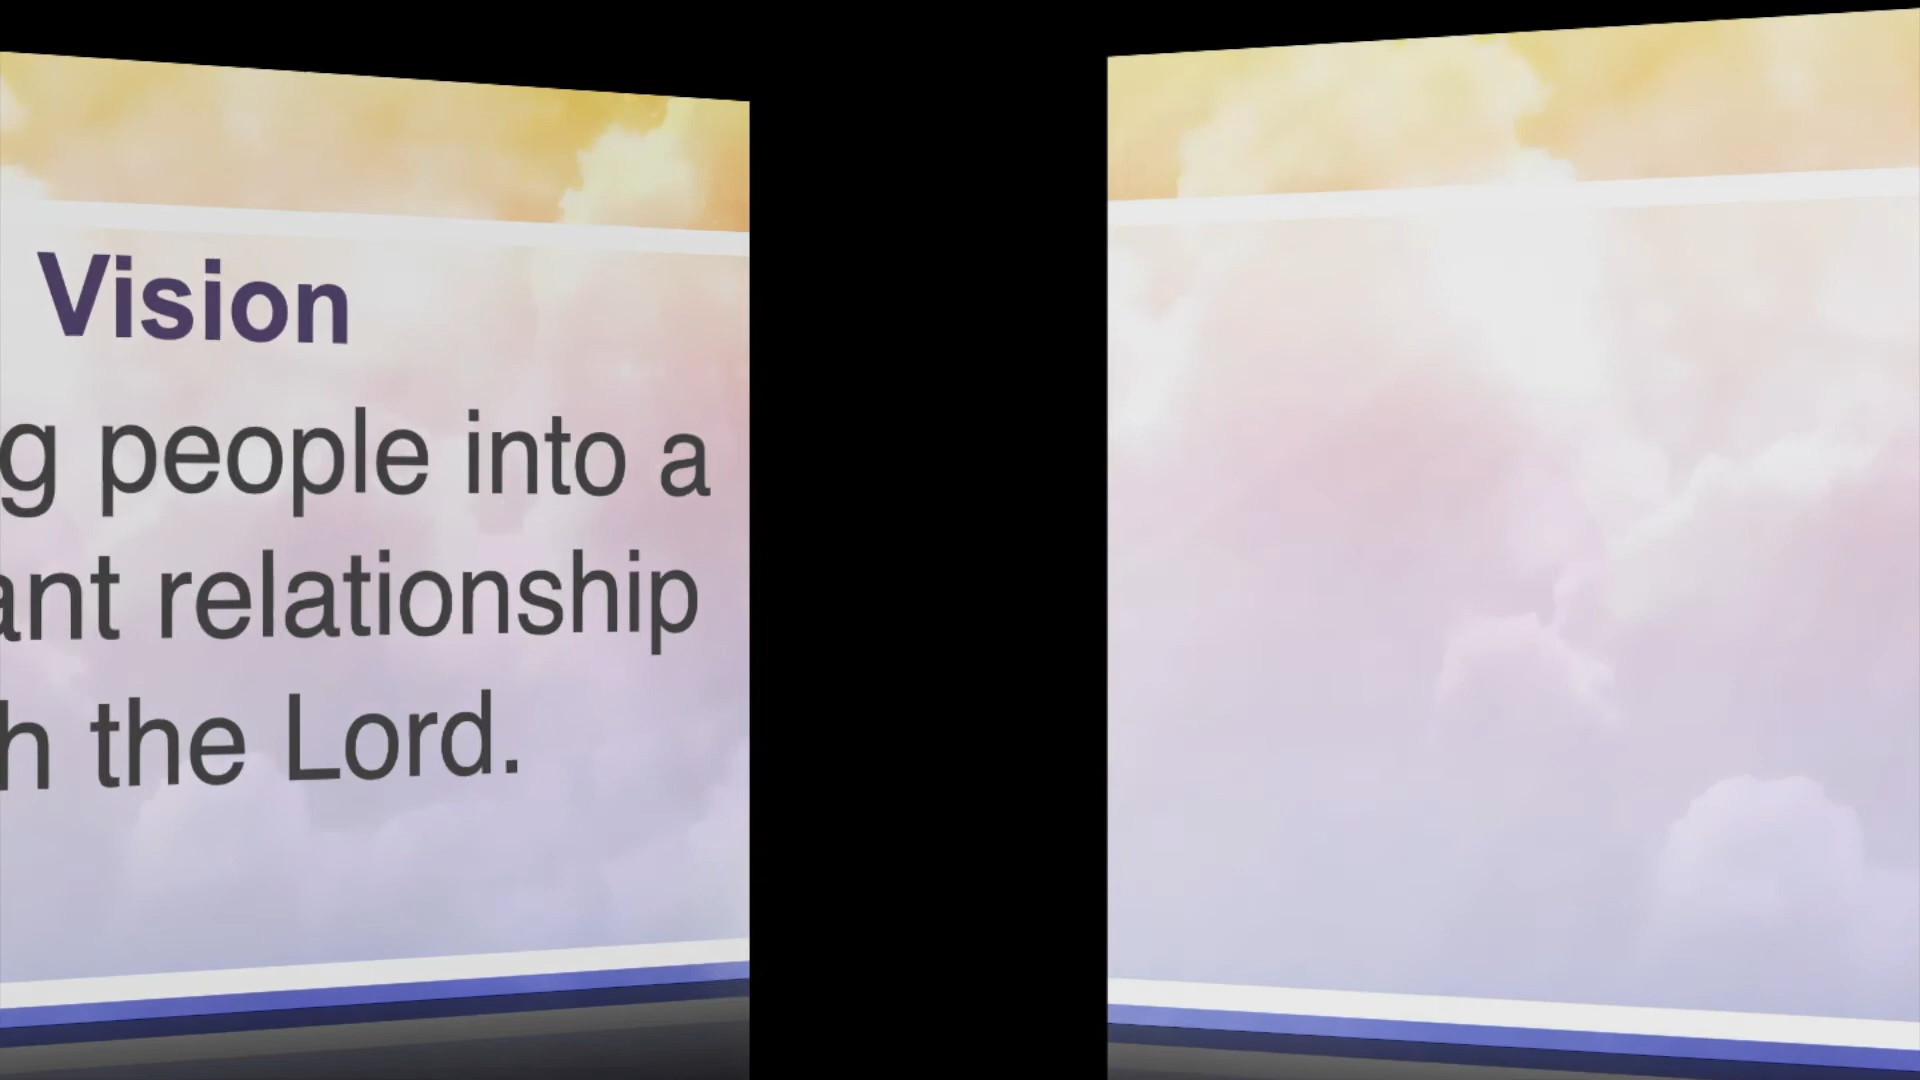 Vision
g people into a
ant relationship
h the Lord.